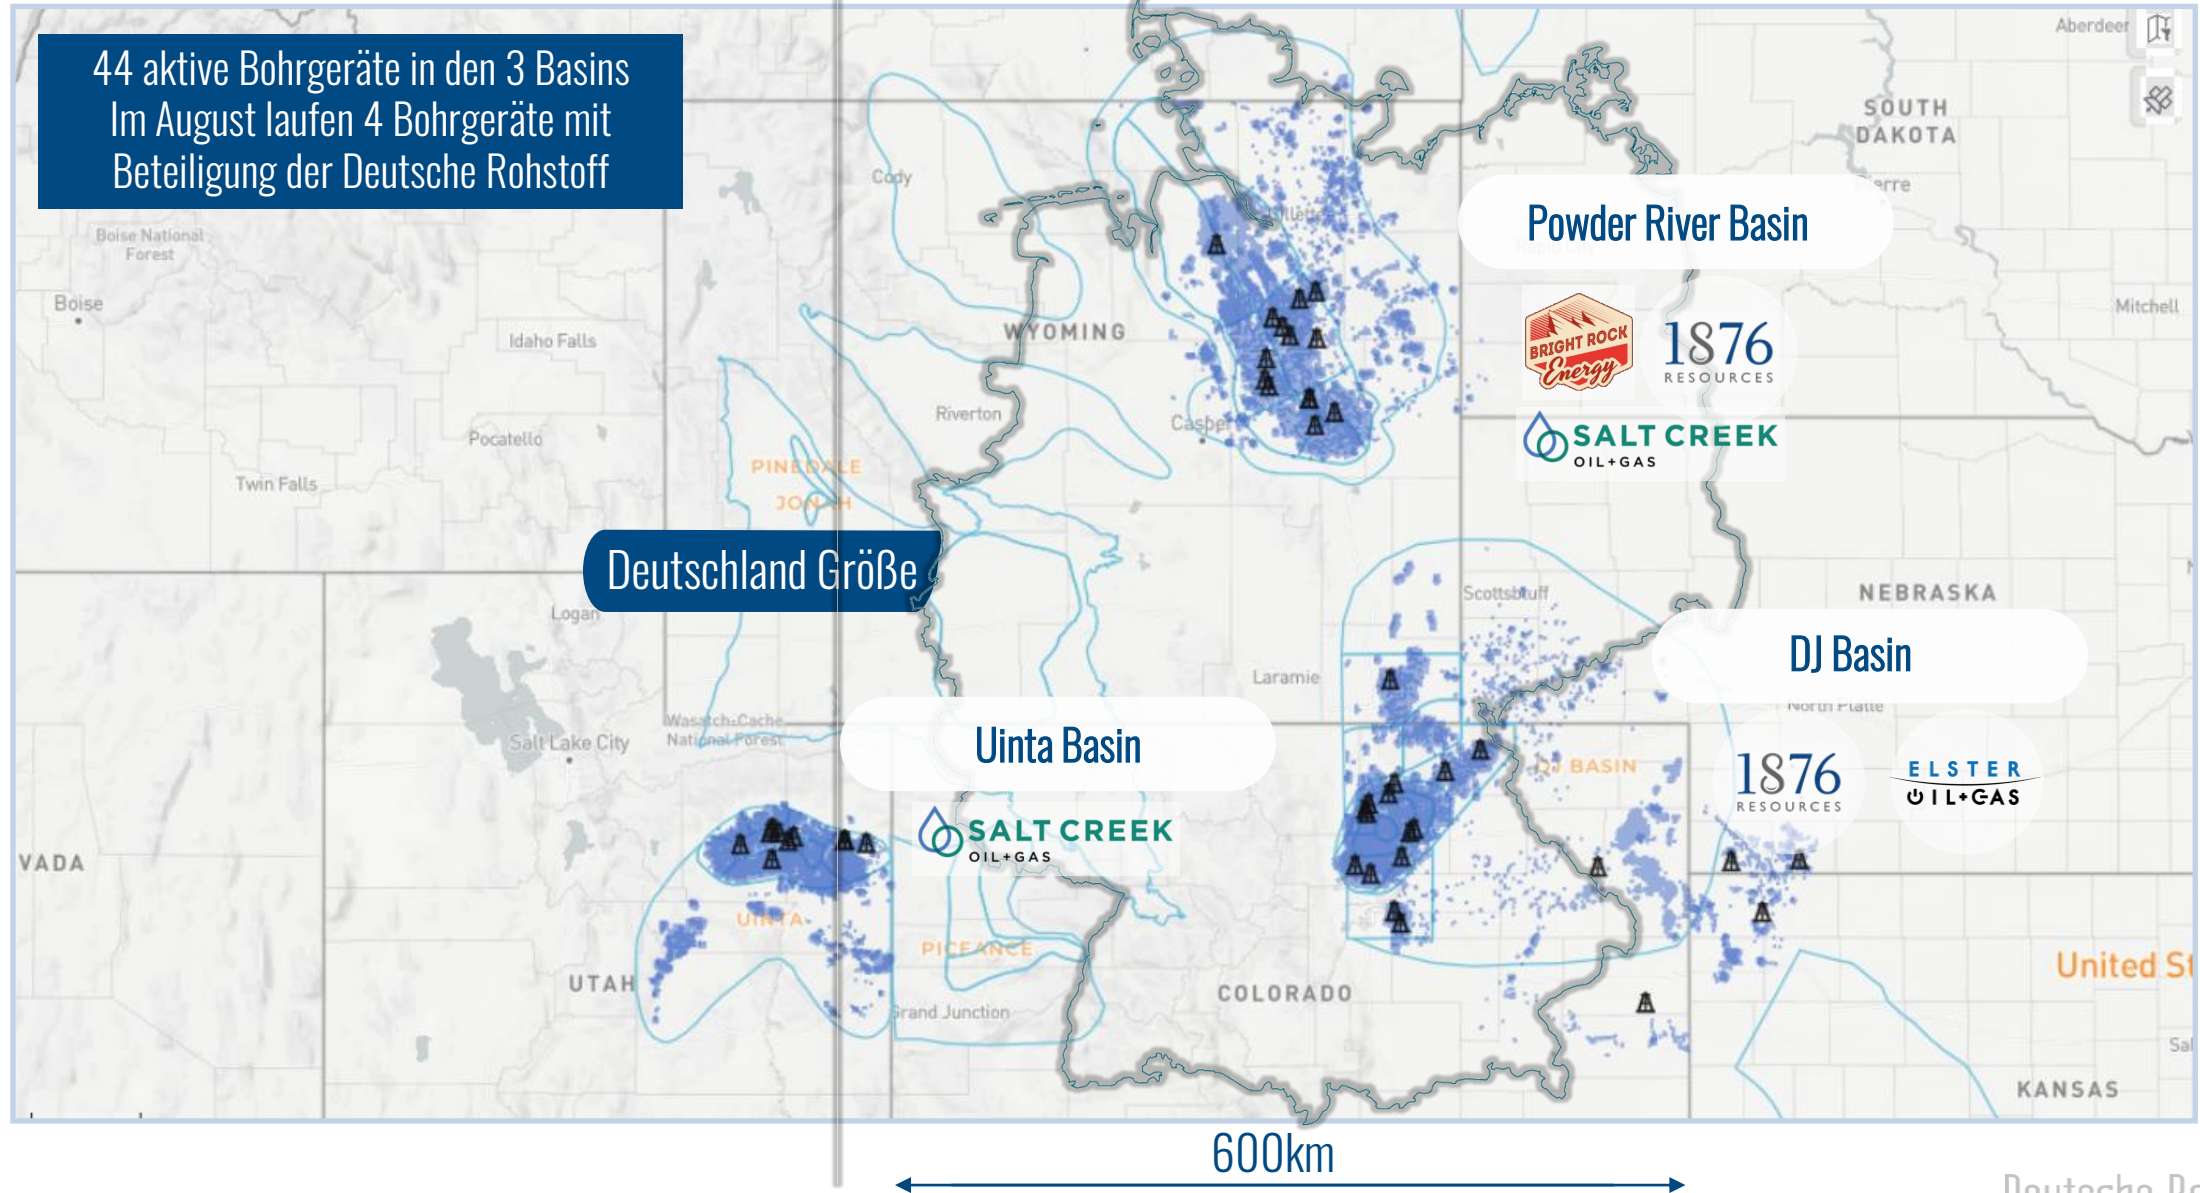 44 aktive Bohrgeräte in den 3 Basins
Im August laufen 4 Bohrgeräte mit
Beteiligung der Deutsche Rohstoff
Aberdeen
SOUTH
DAKOTA
Cody
Powder River Basin
Boise National
Forest
Boise
Idaho Falls
WYOMING
Mitchell
BRIGHT ROCK
Energy
1876
RESOURCES
Riverton
Casper
Pocatello
SALT CREEK
OIL+GAS
PINEDALE
JONAH
Twin Falls
Deutschland Größe
Scottsbluff
NEBRASKA
Logan
DJ Basin
Laramie
North Platte
Wasatch-Cache
National Forest
Salt Lake City
Uinta Basin
DJ BASIN
1876
RESOURCES
ELSTER
OIL+GAS
SALT CREEK
OIL+GAS
VADA
UINTA
PICEANCE
United St
UTAH
COLORADO
Grand Junction
Sal
KANSAS
600km